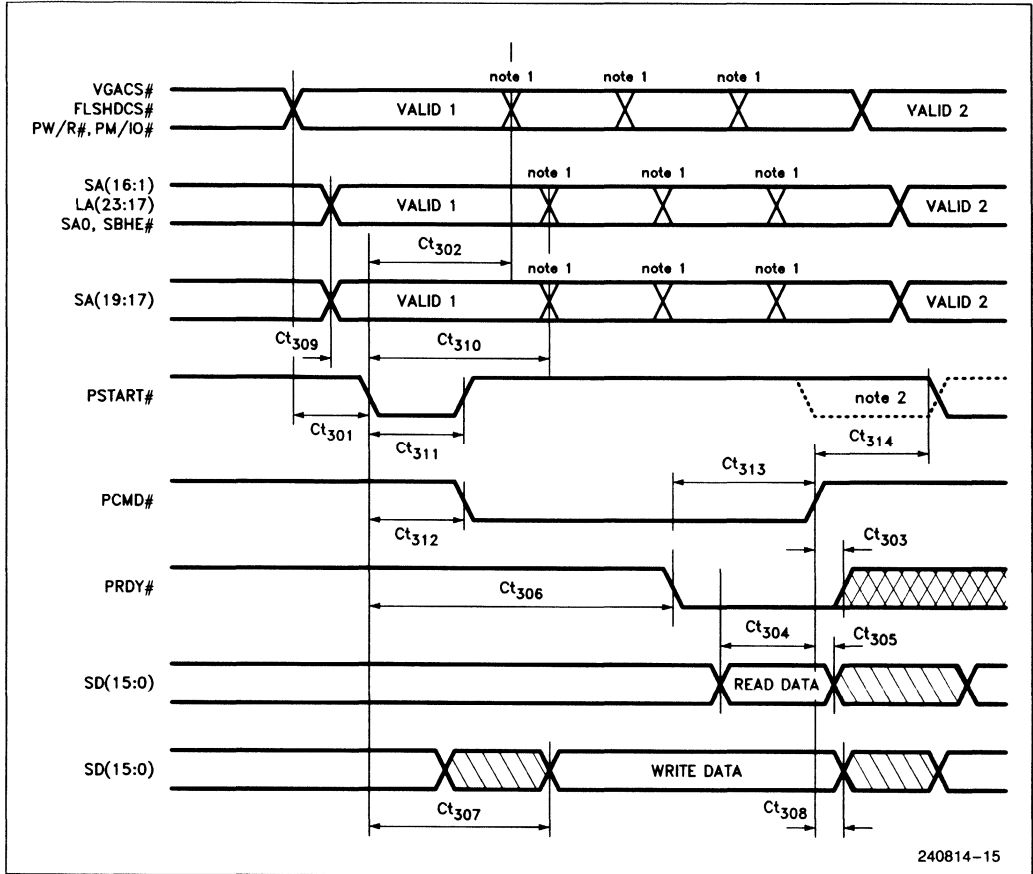 note 1 note 1 note 1
VGACS#
FLSHDCS# VALID 1 VALID 2
PW/R#, PM/IO#
note 1 note 1 note 1
SA(16:1)
LA(23:17) VALID 1 VALID 2
SA0, SBHE#
Ct302
note 1 note 1 note 1
SA(19:17) VALID 1 VALID 2
Ct309 Ct310
PSTART# note 2
Ct301 Ct311 Ct314
Ct313
PCMD#
Ct312 Ct303
PRDY# Ct306
Ct304 Ct305
SD(15:0) READ DATA
SD(15:0) WRITE DATA
Ct307 Ct308
240814-15